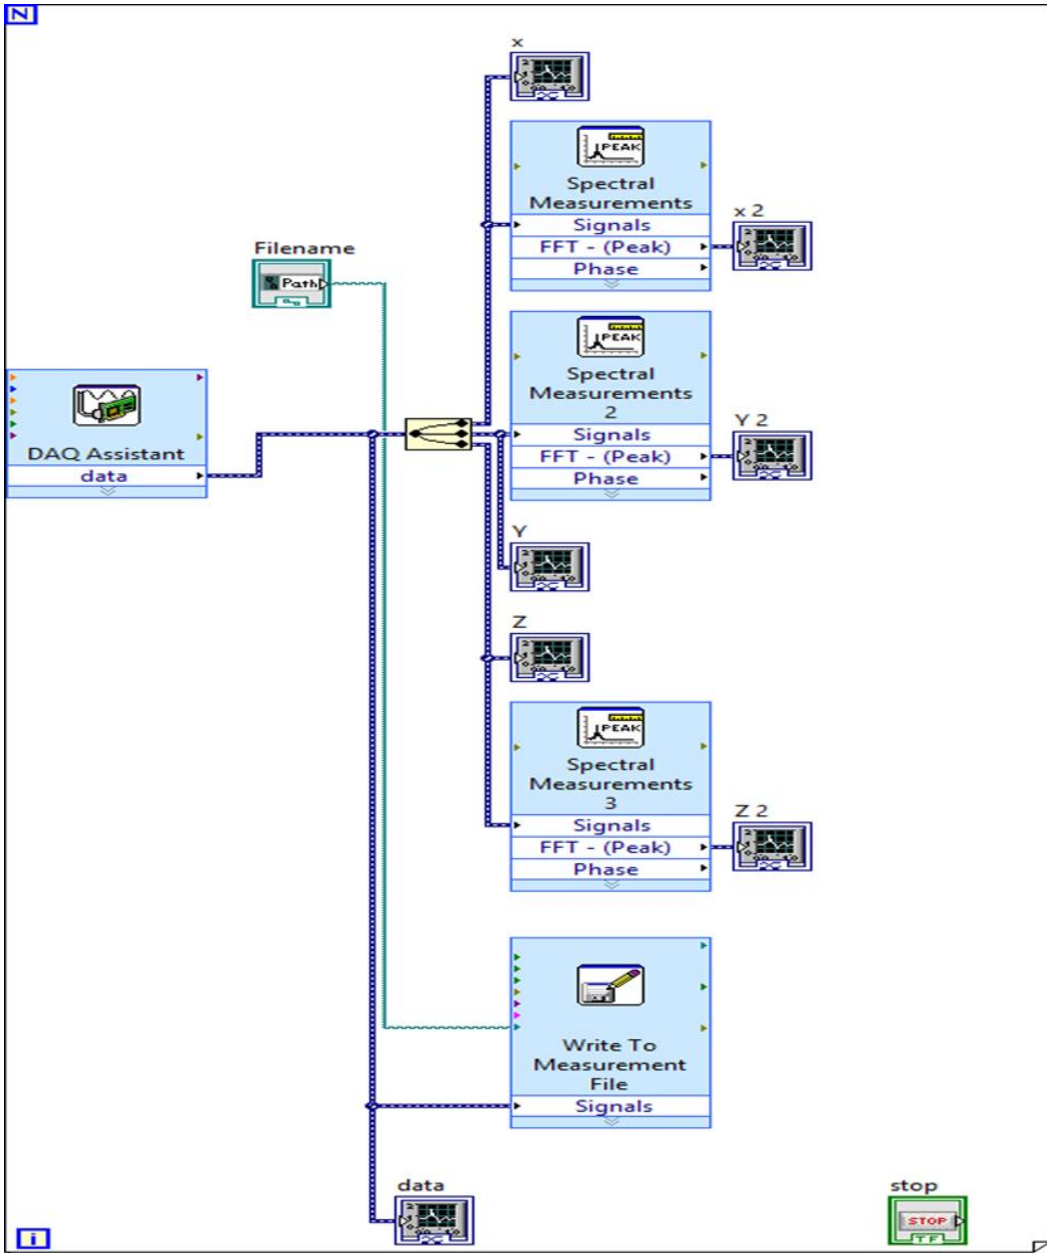 N
x
PEAK
Spectral
Measurements
Signals
FFT - (Peak)
Phase
x 2
Filename
Path
PEAK
Spectral
Measurements
2
Signals
FFT - (Peak)
Phase
Y 2
DAQ Assistant
data
Y
Z
PEAK
Spectral
Measurements
3
Signals
FFT - (Peak)
Phase
Z 2
Write To
Measurement
File
Signals
data
stop
STOP
TF
i